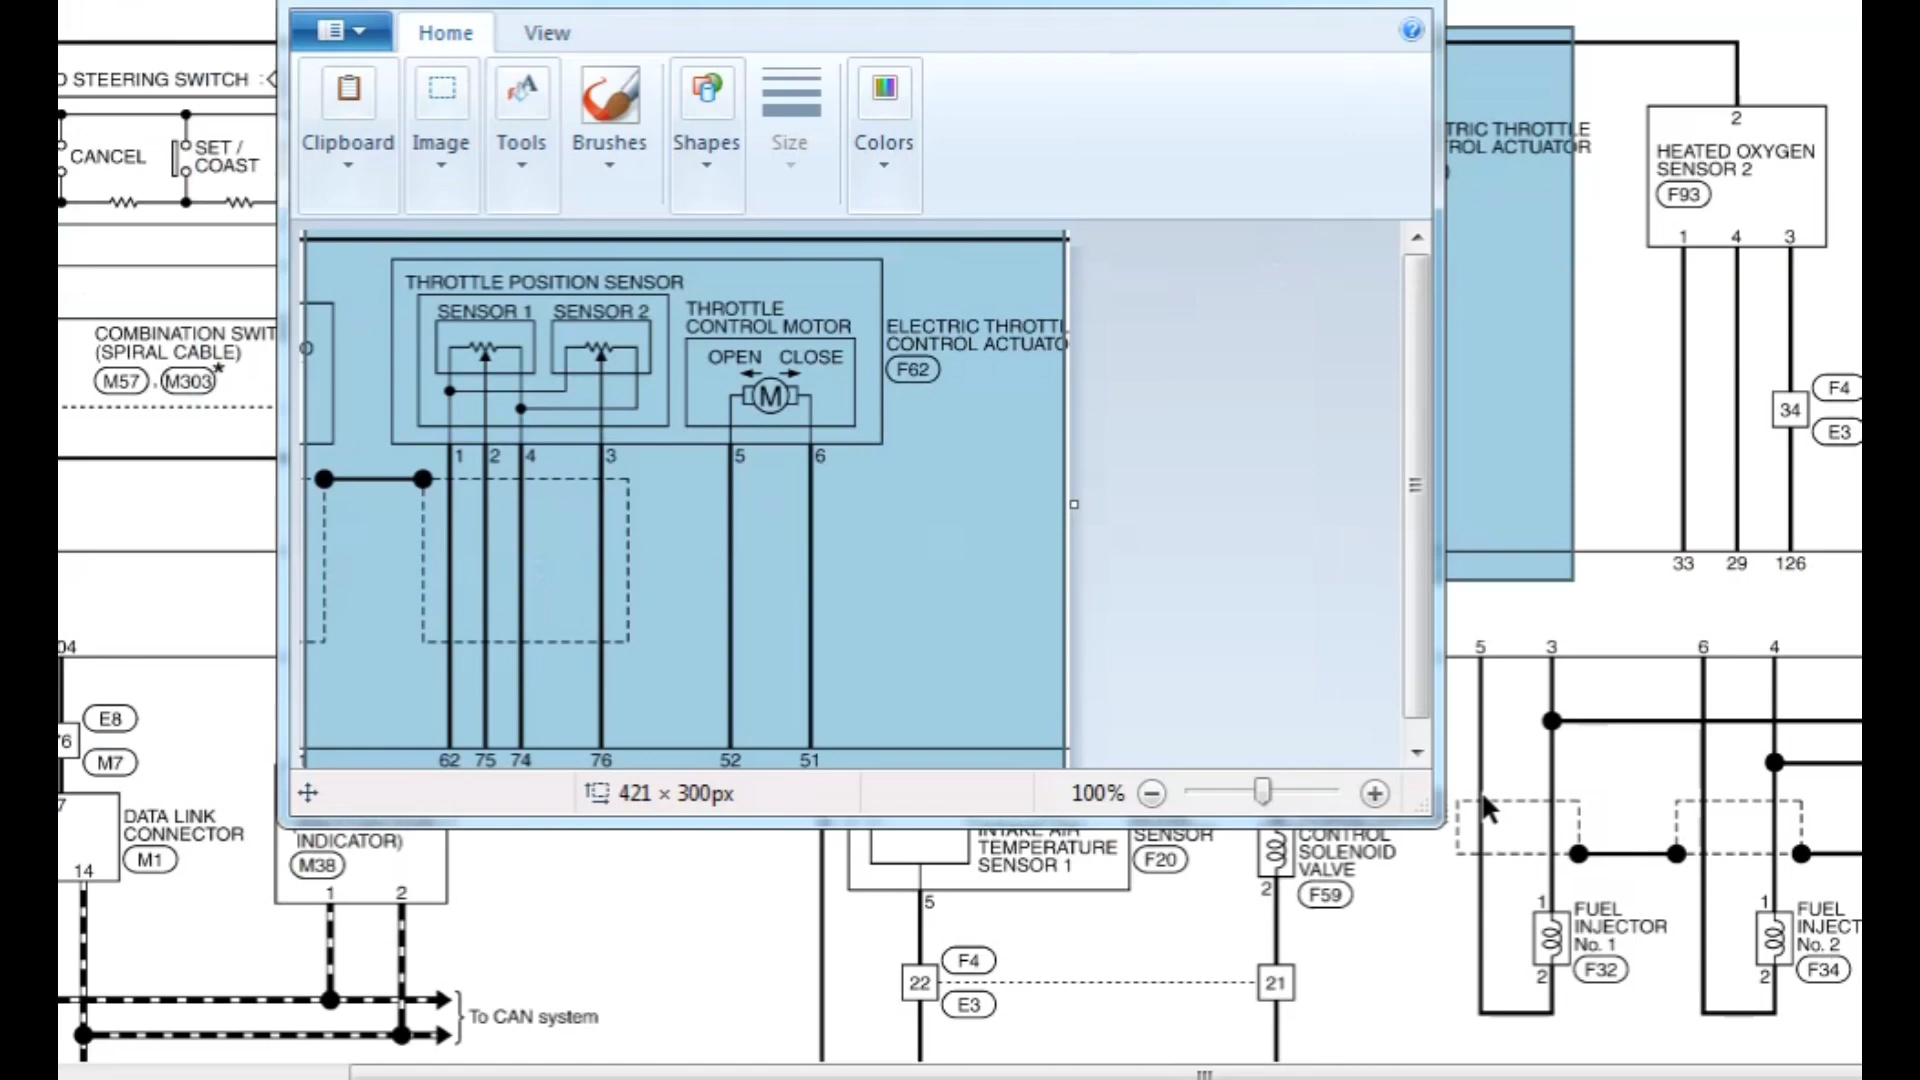 Home
View
Clipboard
Image
Tools
Brushes
Shapes
Size
Colors
STEERING SWITCH
CANCEL
SET /
COAST
COMBINATION SWIT
(SPIRAL CABLE)
M57 , M303 *
THROTTLE POSITION SENSOR
SENSOR 1
SENSOR 2
THROTTLE
CONTROL MOTOR
OPEN CLOSE
M
ELECTRIC THROTTL
CONTROL ACTUATO
F62
1 2 4 3 5 6
62 75 74 76 52 51
421 × 300px
100%
TRIC THROTTLE
ROL ACTUATOR
2
HEATED OXYGEN
SENSOR 2
F93
1 4 3
F4
34
E3
33 29 126
04
5 3 6 4
E8
M7
DATA LINK
CONNECTOR
M1
14
INDICATOR)
M38
1 2
To CAN system
INTAKE AIR
TEMPERATURE
SENSOR 1
SENSOR
F20
5
F4
22
E3
CONTROL
SOLENOID
VALVE
F59
2
21
1
FUEL
INJECTOR
No. 1
F32
2
1
FUEL
INJECT
No. 2
F34
2